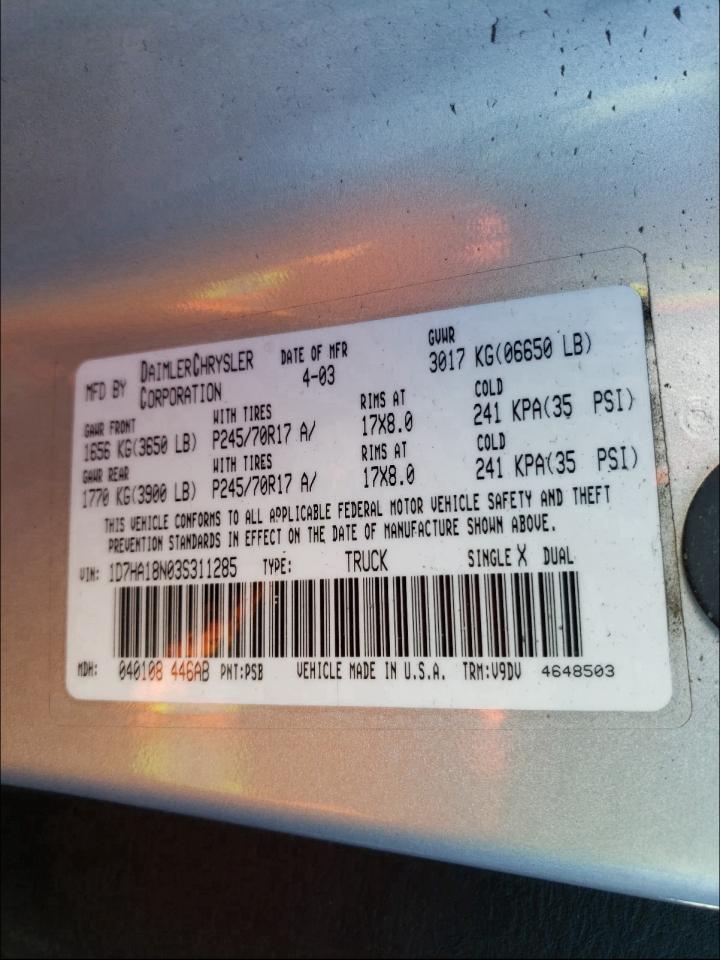 MFD BY DAIMLERCHRYSLER CORPORATION DATE OF MFR 4-03 GVWR 3017 KG(06650 LB)
GAWR FRONT WITH TIRES RIMS AT COLD
1656 KG(3650 LB) P245/70R17 A/ 17X8.0 241 KPA(35 PSI)
GAWR REAR WITH TIRES RIMS AT COLD
1770 KG(3900 LB) P245/70R17 A/ 17X8.0 241 KPA(35 PSI)
THIS VEHICLE CONFORMS TO ALL APPLICABLE FEDERAL MOTOR VEHICLE SAFETY AND THEFT
PREVENTION STANDARDS IN EFFECT ON THE DATE OF MANUFACTURE SHOWN ABOVE.
VIN: 1D7HA18N03S311285 TYPE: TRUCK SINGLE X DUAL
MDH: 040108 446AB PNT:PSB VEHICLE MADE IN U.S.A. TRM:V9DV 4648503